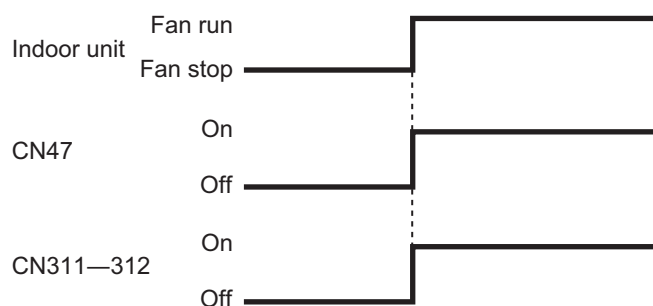 Fan run
Indoor unit
Fan stop
On
CN47
Off
On
CN311—312
Off